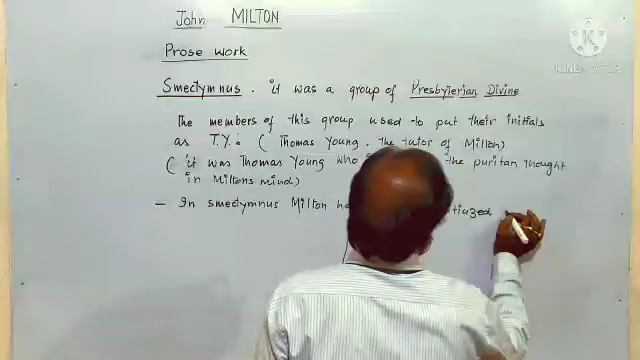 John MILTON
Prose work
Smectymnus. it was a group of Presbyterian Divine
The members of this group used to put their initials
as T.Y. (Thomas Young. The tutor of Milton)
(it was Thomas Young who the puritan thought
in Miltons mind)
- In smedymnus Milton
KINEMASTER